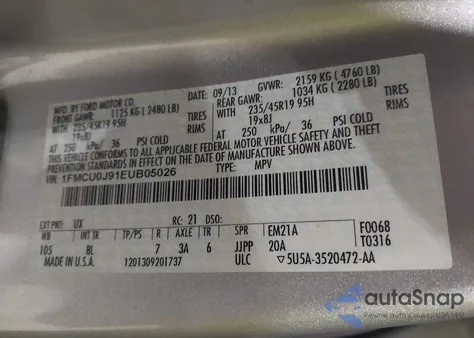 MFD. BY FORD MOTOR CO.
DATE: 09/13 GVWR: 2159 KG (4760 LB)
FRONT GAWR: 1125 KG (2480 LB)
REAR GAWR: 1034 KG (2280 LB)
WITH 235/45R19 95H TIRES
WITH 235/45R19 95H TIRES
19x8J RIMS
19x8J RIMS
AT 250 kPa/ 36 PSI COLD
AT 250 kPa/ 36 PSI COLD
THIS VEHICLE CONFORMS TO ALL APPLICABLE FEDERAL MOTOR VEHICLE SAFETY AND THEFT
PREVENTION STANDARDS IN EFFECT ON THE DATE OF MANUFACTURE SHOWN ABOVE.
VIN: 1FMCU0J91EUB05026 TYPE: MPV
EXT PNT: UX RC: 21 DSO:
WB INT TR TP/PS R AXLE TR SPR EM21A F0068
105 BL 7 3A 6 JJPP 20A T0316
MADE IN U.S.A. 1201309201737 ULC ▽5U5A-3520472-AA
autaSnap